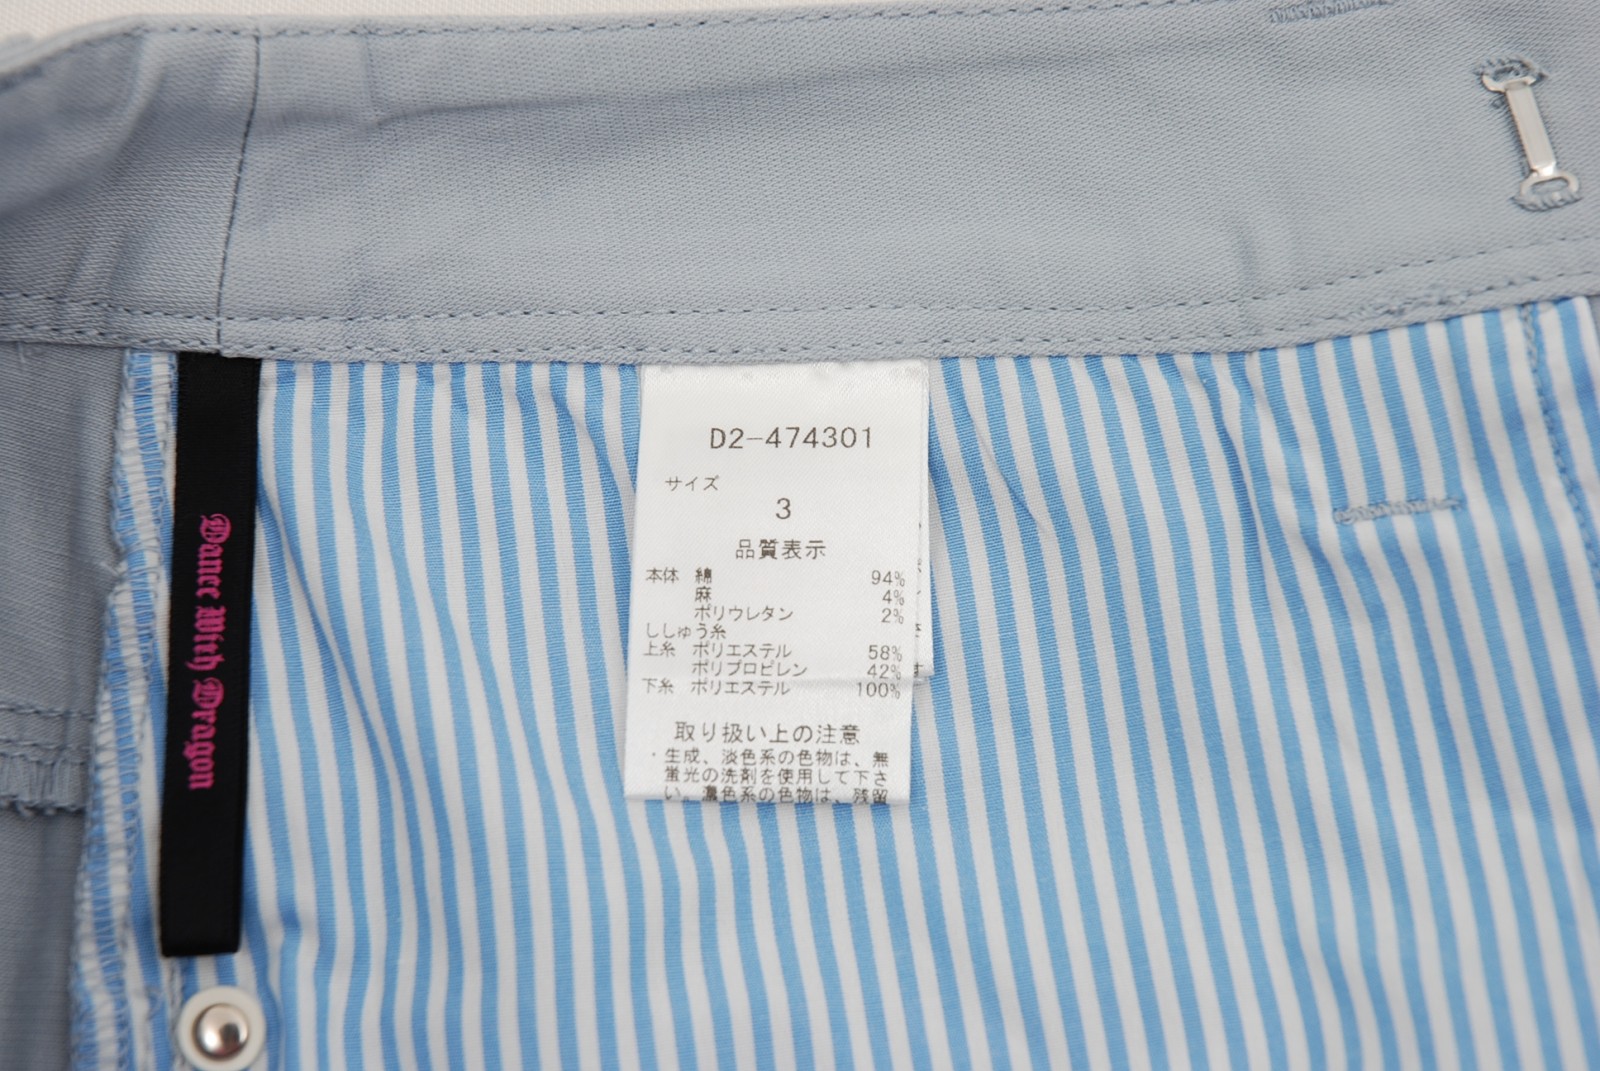 D2-474301
サイズ
3
品質表示
本体 綿 94%
麻 4%
ポリウレタン 2%
ししゅう糸
上糸 ポリエステル 58%
ポリプロピレン 42%
下糸 ポリエステル 100%
取り扱い上の注意
・生成、淡色系の色物は、無
蛍光の洗剤を使用して下さ
い。濃色系の色物は、残留
Dance With Dragon